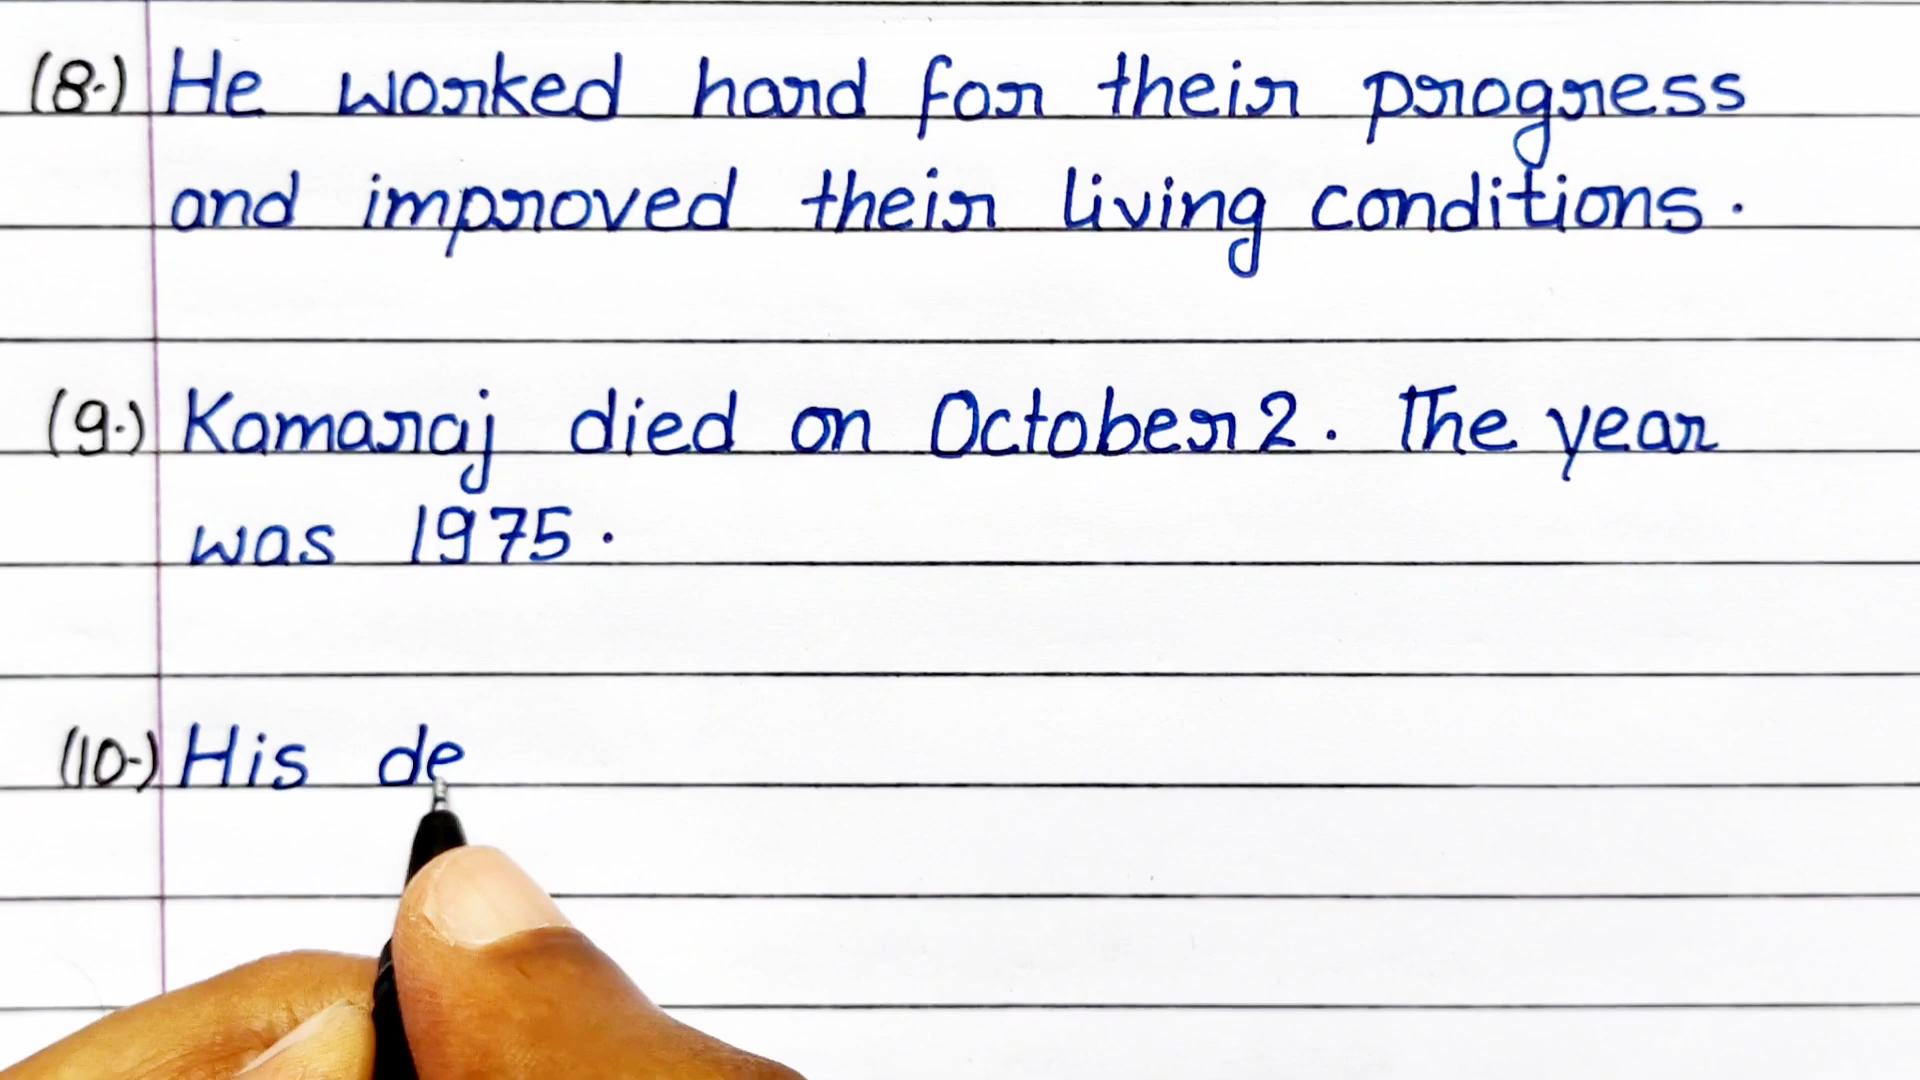 (8.) He worked hard for their progress
and improved their living conditions.
(9.) Kamaraj died on October 2. The year
was 1975.
(10.) His de